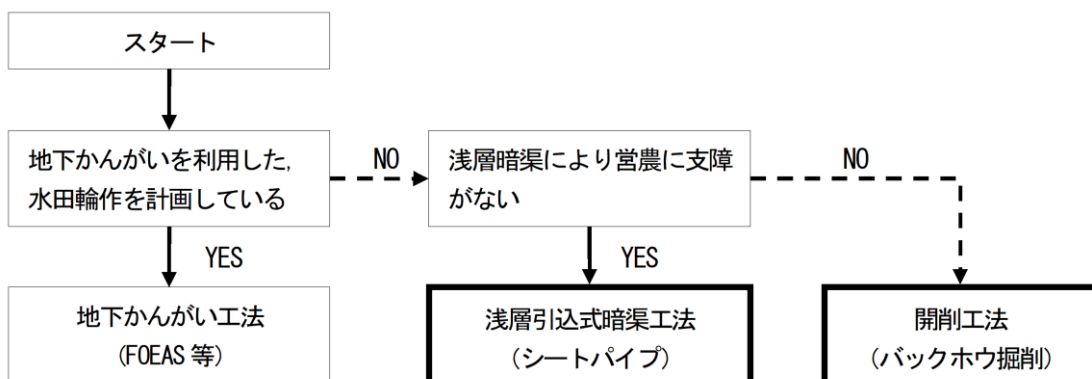 スタート
地下かんがいを利用した,
水田輪作を計画している
NO
浅層暗渠により営農に支障
がない
NO
YES
YES
地下かんがい工法
(FOEAS 等)
浅層引込式暗渠工法
(シートパイプ)
開削工法
(バックホウ掘削)